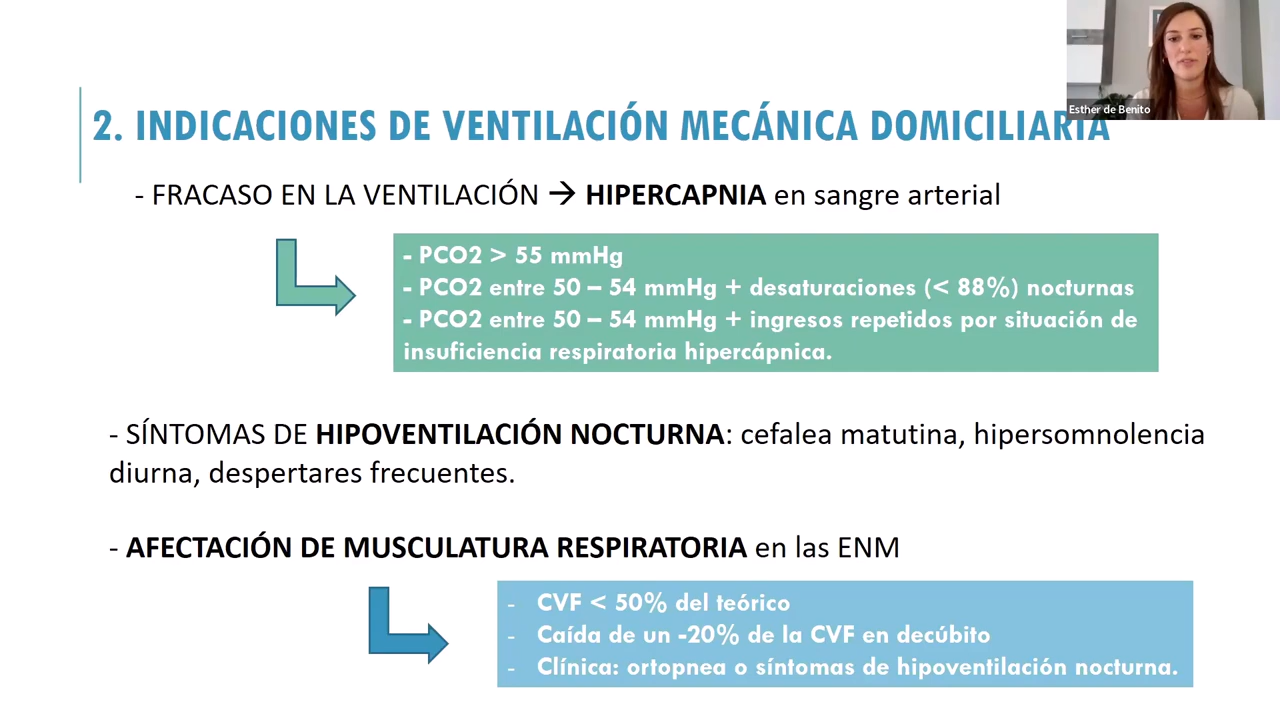 Esther de Benito
2. INDICACIONES DE VENTILACIÓN MECÁNICA DOMICILIARIA
- FRACASO EN LA VENTILACIÓN → HIPERCAPNIA en sangre arterial
- PCO2 > 55 mmHg
- PCO2 entre 50 – 54 mmHg + desaturaciones (< 88%) nocturnas
- PCO2 entre 50 – 54 mmHg + ingresos repetidos por situación de
insuficiencia respiratoria hipercápnica.
- SÍNTOMAS DE HIPOVENTILACIÓN NOCTURNA: cefalea matutina, hipersomnolencia
diurna, despertares frecuentes.
- AFECTACIÓN DE MUSCULATURA RESPIRATORIA en las ENM
- CVF < 50% del teórico
- Caída de un -20% de la CVF en decúbito
- Clínica: ortopnea o síntomas de hipoventilación nocturna.